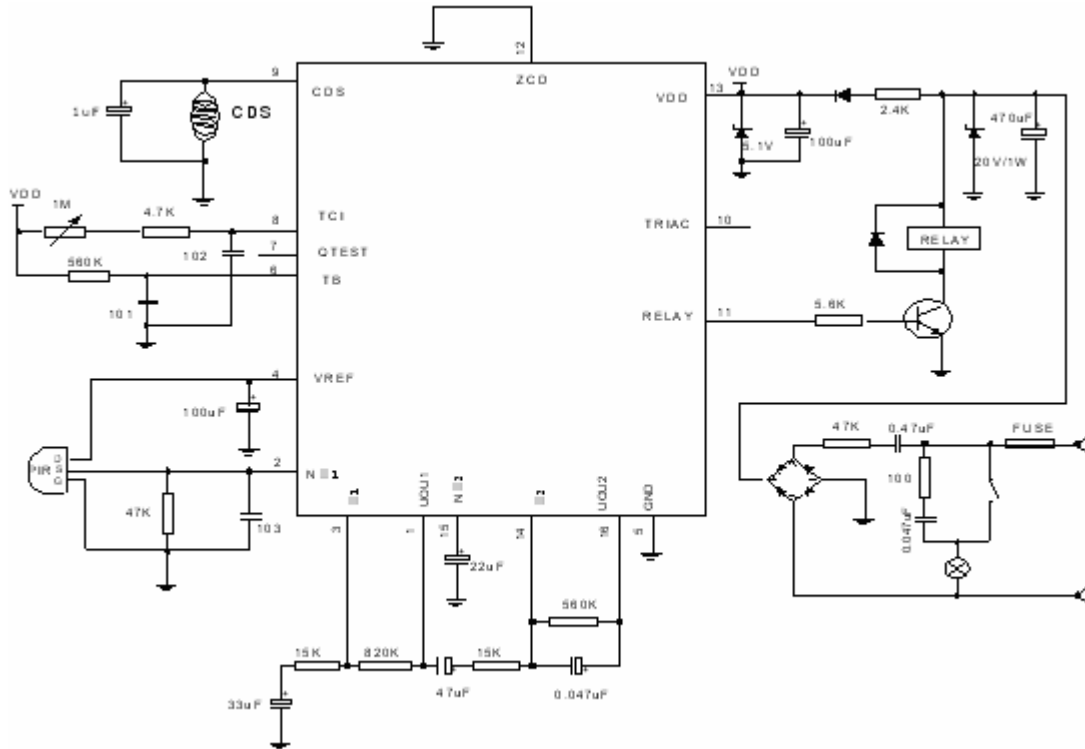 12
ZCD
9
CDS
1uF
CDS
VDD
13
VDD
5.1V
100uF
2.4K
470uF
20V/1W
VDD
1M
4.7K
8
TCI
7
QTEST
102
560K
6
TB
101
TRIAC
10
RELAY
RELAY
11
5.6K
4
VREF
100uF
PIR
D
S
G
2
47K
103
3
UOU1
1
15
22uF
14
UOU2
16
GND
5
47K
0.47uF
FUSE
100
0.047uF
560K
15K
820K
47uF
15K
0.047uF
33uF